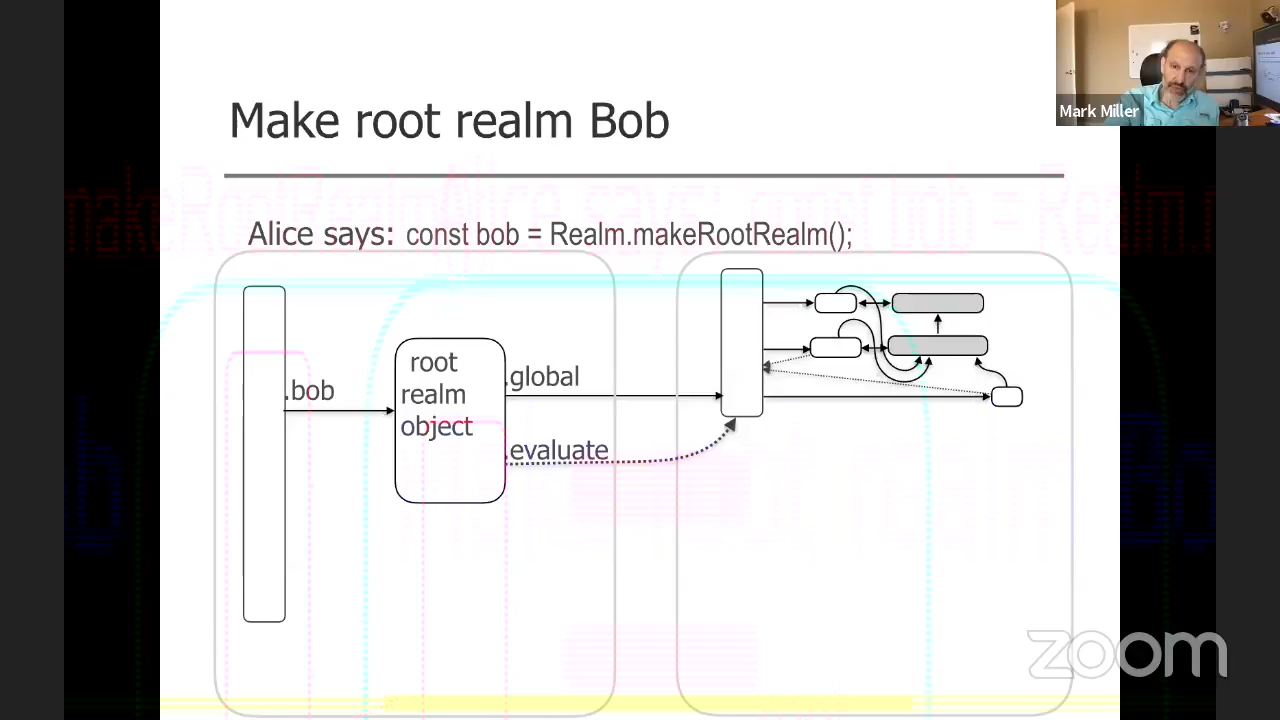 Mark Miller
Make root realm Bob
Alice says: const bob = Realm.makeRootRealm();
.bob
root
realm
object
.global
.evaluate
zoom